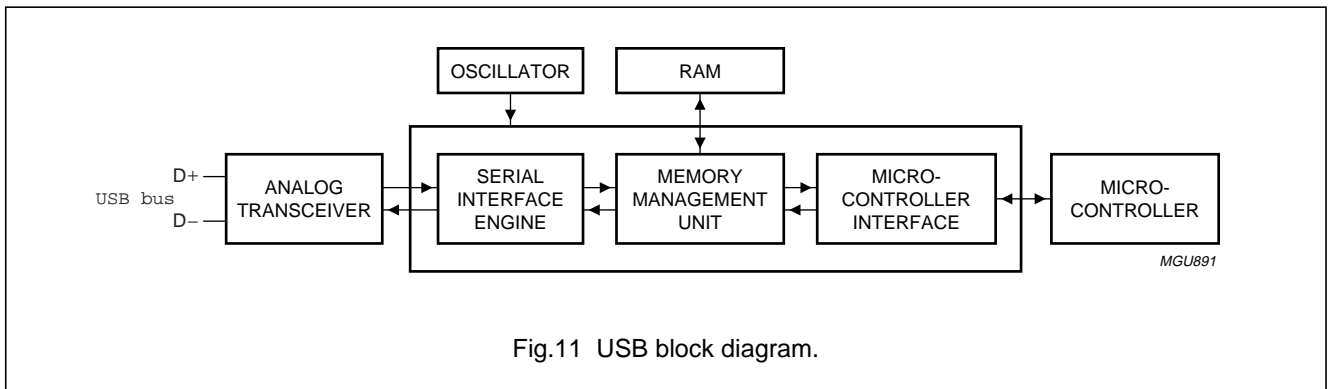 OSCILLATOR
RAM
D+
USB bus
D−
ANALOG
TRANSCEIVER
SERIAL
INTERFACE
ENGINE
MEMORY
MANAGEMENT
UNIT
MICRO-
CONTROLLER
INTERFACE
MICRO-
CONTROLLER
MGU891
Fig.11 USB block diagram.